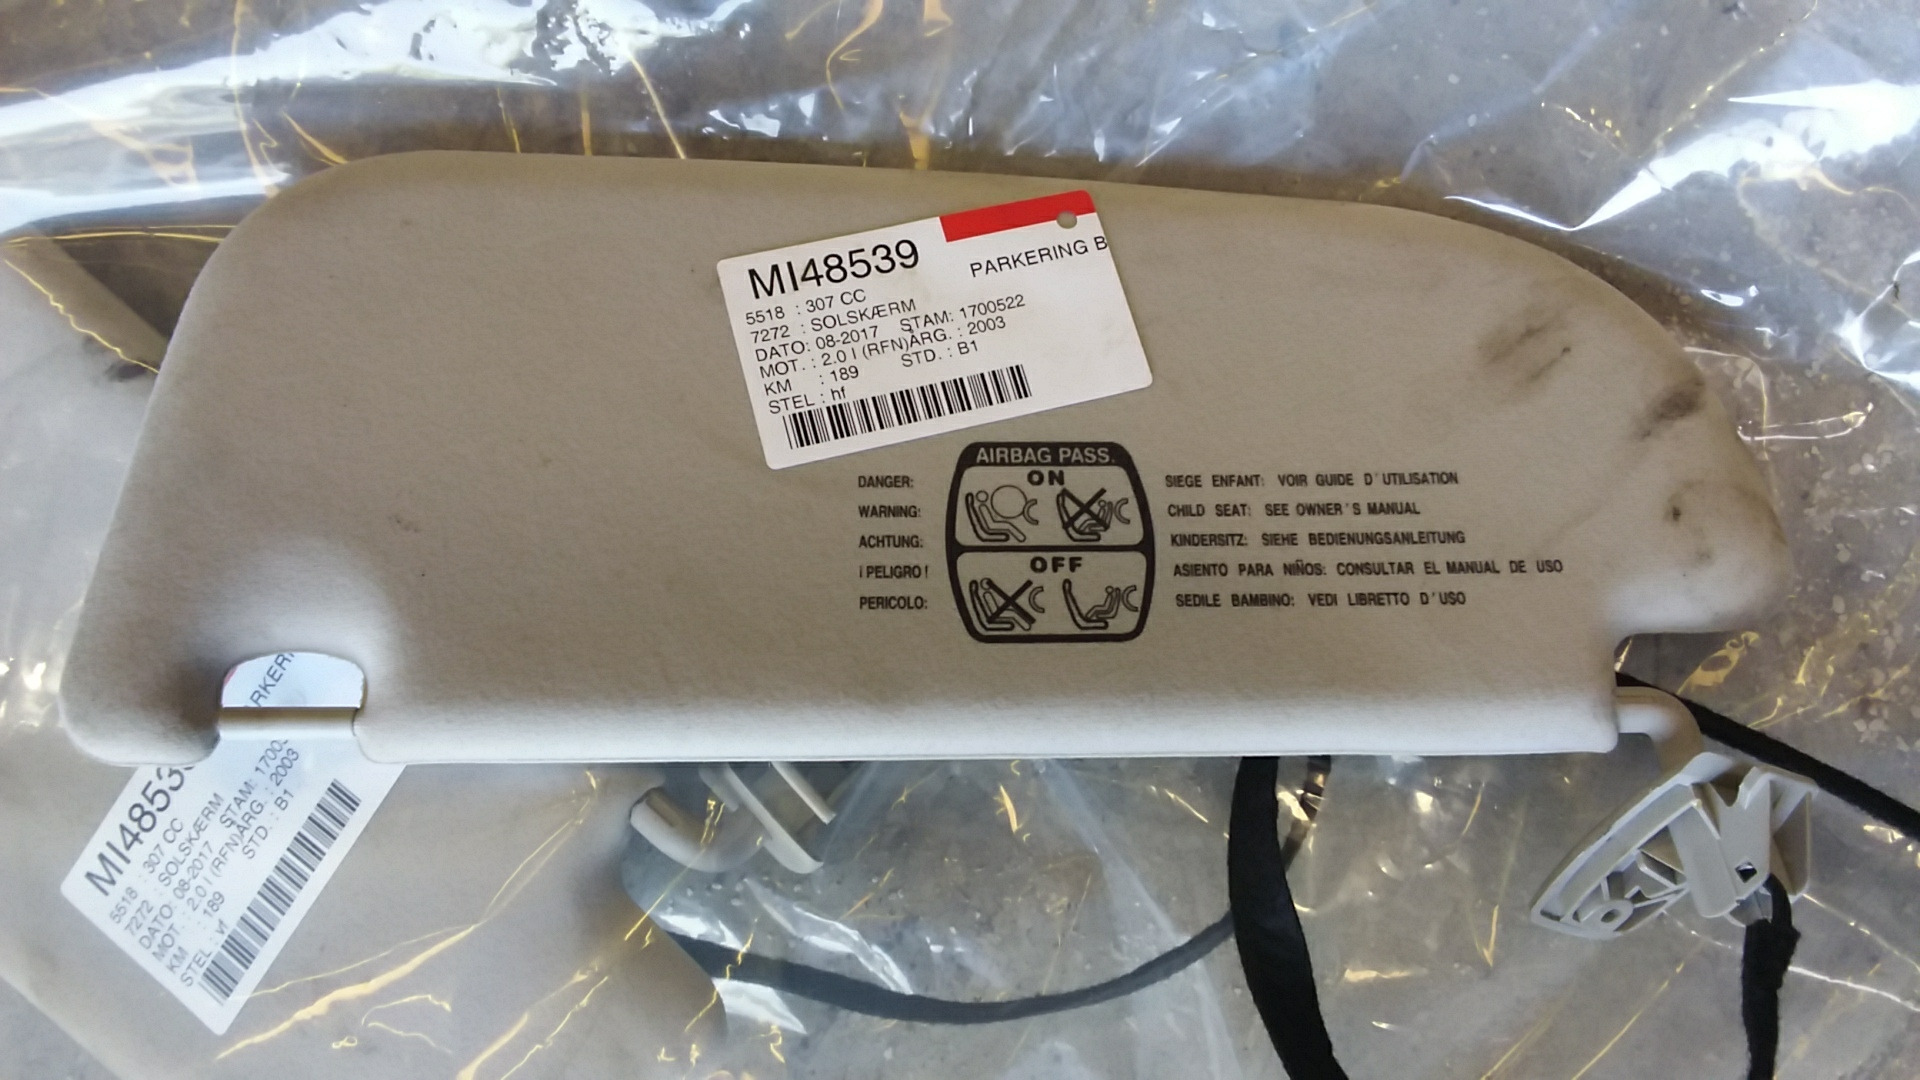 MI48539
PARKERING B
5518 : 307 CC
7272 : SOLSKÆRM
DATO: 08-2017 STAM: 1700522
MOT. : 2.0 I (RFN)ÅRG. : 2003
KM : 189 STD. : B1
STEL : hf
AIRBAG PASS.
ON
OFF
DANGER: SIEGE ENFANT: VOIR GUIDE D'UTILISATION
WARNING: CHILD SEAT: SEE OWNER'S MANUAL
ACHTUNG: KINDERSITZ: SIEHE BEDIENUNGSANLEITUNG
¡PELIGRO! ASIENTO PARA NIÑOS: CONSULTAR EL MANUAL DE USO
PERICOLO: SEDILE BAMBINO: VEDI LIBRETTO D'USO
RKER
MI4853
5518 : 307 CC
7272 : SOLSKÆRM
DATO: 08-2017 STAM: 1700
MOT. : 2.0 I (RFN)ÅRG. : 2003
KM : 189 STD. : B1
STEL : vf